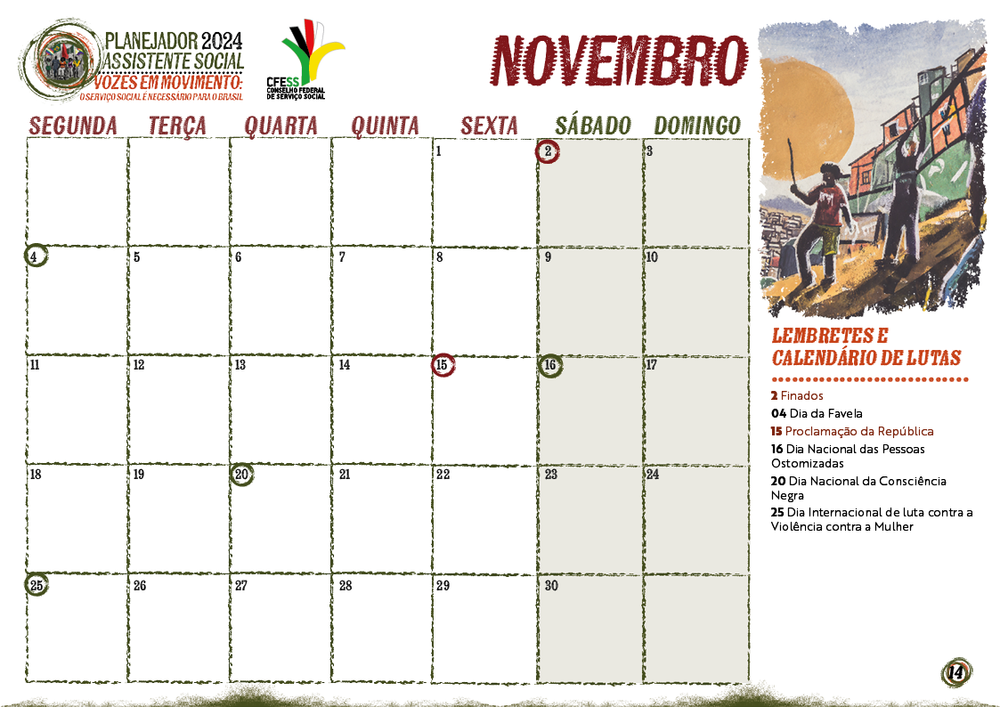 PLANEJADOR 2024
ASSISTENTE SOCIAL
VOZES EM MOVIMENTO:
O SERVIÇO SOCIAL É NECESSÁRIO PARA O BRASIL
CFESS
CONSELHO FEDERAL
DE SERVIÇO SOCIAL
NOVEMBRO
SEGUNDA TERÇA QUARTA QUINTA SEXTA SÁBADO DOMINGO
1 2 3
4 5 6 7 8 9 10
11 12 13 14 15 16 17
18 19 20 21 22 23 24
25 26 27 28 29 30
LEMBRETES E
CALENDÁRIO DE LUTAS
2 Finados
04 Dia da Favela
15 Proclamação da República
16 Dia Nacional das Pessoas
Ostomizadas
20 Dia Nacional da Consciência
Negra
25 Dia Internacional de luta contra a
Violência contra a Mulher
14